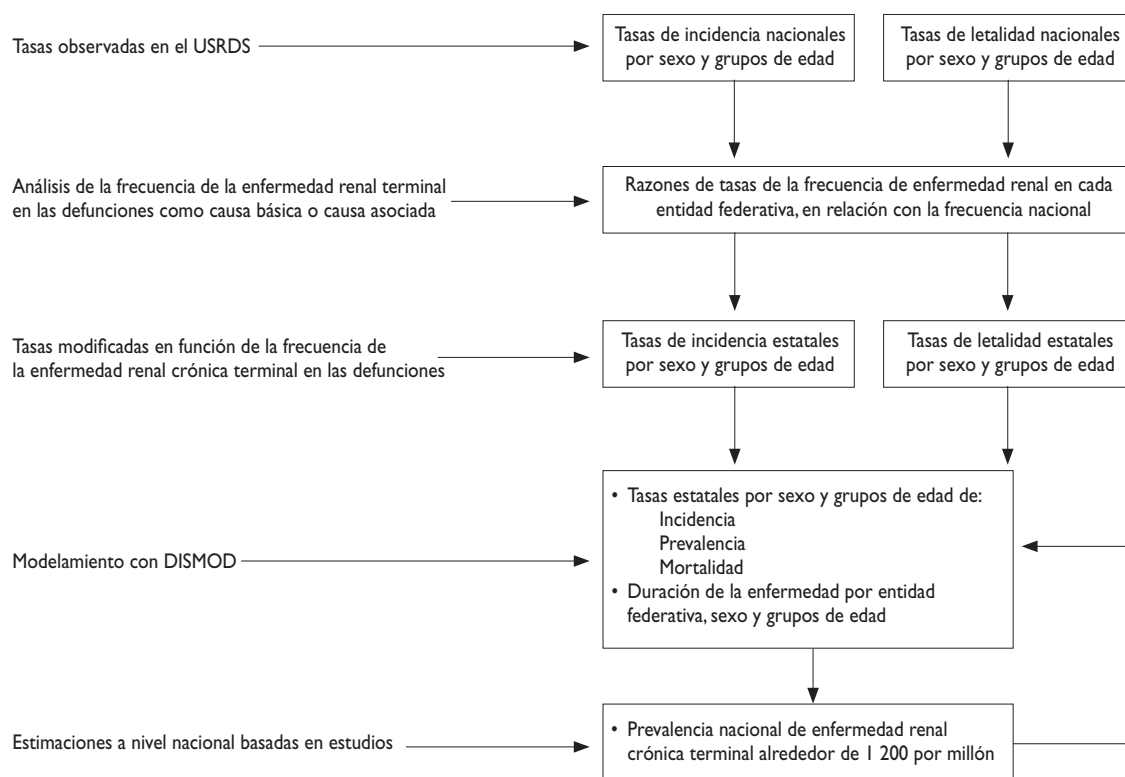 Tasas observadas en el USRDS
Tasas de incidencia nacionales
por sexo y grupos de edad
Tasas de letalidad nacionales
por sexo y grupos de edad
Análisis de la frecuencia de la enfermedad renal terminal
en las defunciones como causa básica o causa asociada
Razones de tasas de la frecuencia de enfermedad renal en cada
entidad federativa, en relación con la frecuencia nacional
Tasas modificadas en función de la frecuencia de
la enfermedad renal crónica terminal en las defunciones
Tasas de incidencia estatales
por sexo y grupos de edad
Tasas de letalidad estatales
por sexo y grupos de edad
Modelamiento con DISMOD
• Tasas estatales por sexo y grupos de edad de:
Incidencia
Prevalencia
Mortalidad
• Duración de la enfermedad por entidad
federativa, sexo y grupos de edad
Estimaciones a nivel nacional basadas en estudios
• Prevalencia nacional de enfermedad renal
crónica terminal alrededor de 1 200 por millón